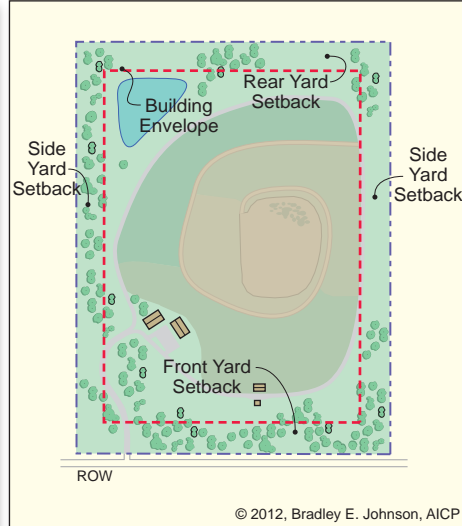 Rear Yard
Setback
Building
Envelope
Side
Yard
Setback
Side
Yard
Setback
Front Yard
Setback
ROW
© 2012, Bradley E. Johnson, AICP